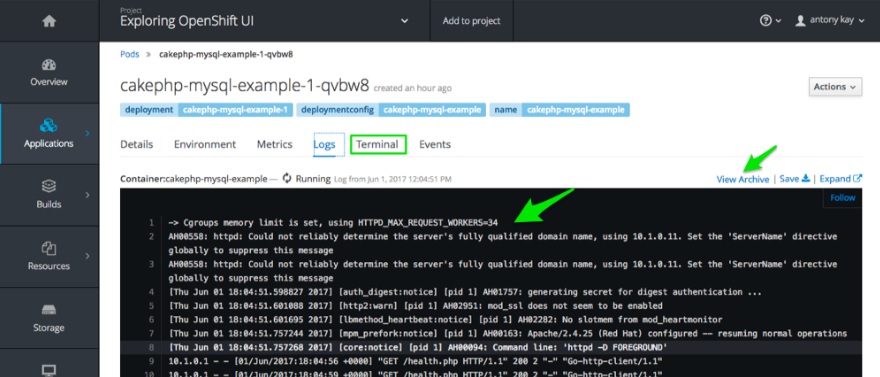 Project
Exploring OpenShift UI
Add to project
antony kay
Pods » cakephp-mysql-example-1-qvbw8
Overview
Applications
Builds
Resources
Storage
cakephp-mysql-example-1-qvbw8 created an hour ago
Actions
deployment cakephp-mysql-example-1 deploymentconfig cakephp-mysql-example name cakephp-mysql-example
Details Environment Metrics Logs Terminal Events
Container:cakephp-mysql-example — Running Log from Jun 1, 2017 12:04:51 PM
View Archive | Save | Expand
Follow
1 -> Cgroups memory limit is set, using HTTPD_MAX_REQUEST_WORKERS=34
2 AH00558: httpd: Could not reliably determine the server's fully qualified domain name, using 10.1.0.11. Set the 'ServerName' directive
globally to suppress this message
3 AH00558: httpd: Could not reliably determine the server's fully qualified domain name, using 10.1.0.11. Set the 'ServerName' directive
globally to suppress this message
4 [Thu Jun 01 18:04:51.598827 2017] [auth_digest:notice] [pid 1] AH01757: generating secret for digest authentication ...
5 [Thu Jun 01 18:04:51.601088 2017] [http2:warn] [pid 1] AH02951: mod_ssl does not seem to be enabled
6 [Thu Jun 01 18:04:51.601695 2017] [lbmethod_heartbeat:notice] [pid 1] AH02282: No slotmem from mod_heartmonitor
7 [Thu Jun 01 18:04:51.757244 2017] [mpm_prefork:notice] [pid 1] AH00163: Apache/2.4.25 (Red Hat) configured -- resuming normal operations
8 [Thu Jun 01 18:04:51.757268 2017] [core:notice] [pid 1] AH00094: Command line: 'httpd -D FOREGROUND'
9 10.1.0.1 - - [01/Jun/2017:18:04:56 +0000] "GET /health.php HTTP/1.1" 200 2 "-" "Go-http-client/1.1"
10 10.1.0.1 - - [01/Jun/2017:18:04:59 +0000] "GET /health.php HTTP/1.1" 200 2 "-" "Go-http-client/1.1"